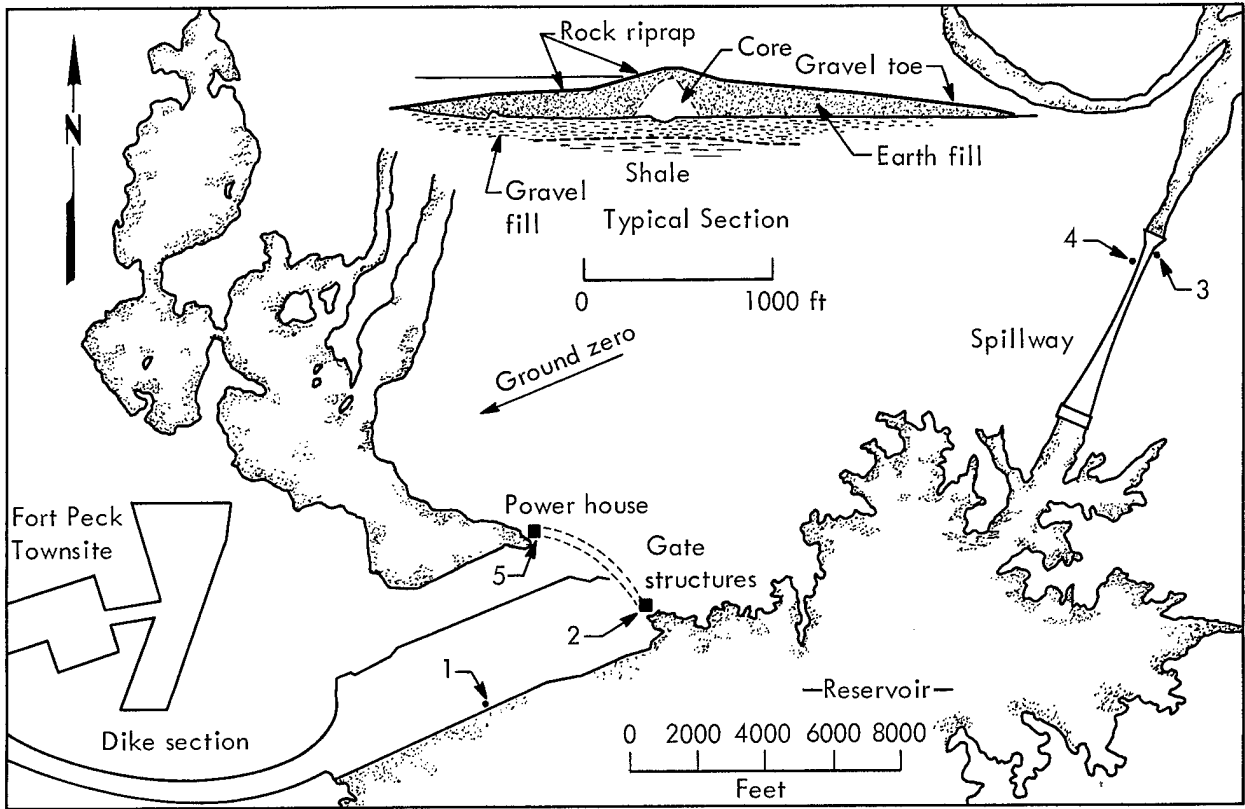 Rock riprap
Core
Gravel toe
N
Earth fill
Shale
Gravel
fill
Typical Section
4
3
0 1000 ft
Spillway
Ground zero
Fort Peck
Townsite
Power house
Gate
structures
5
2
1
Reservoir
Dike section
0 2000 4000 6000 8000
Feet